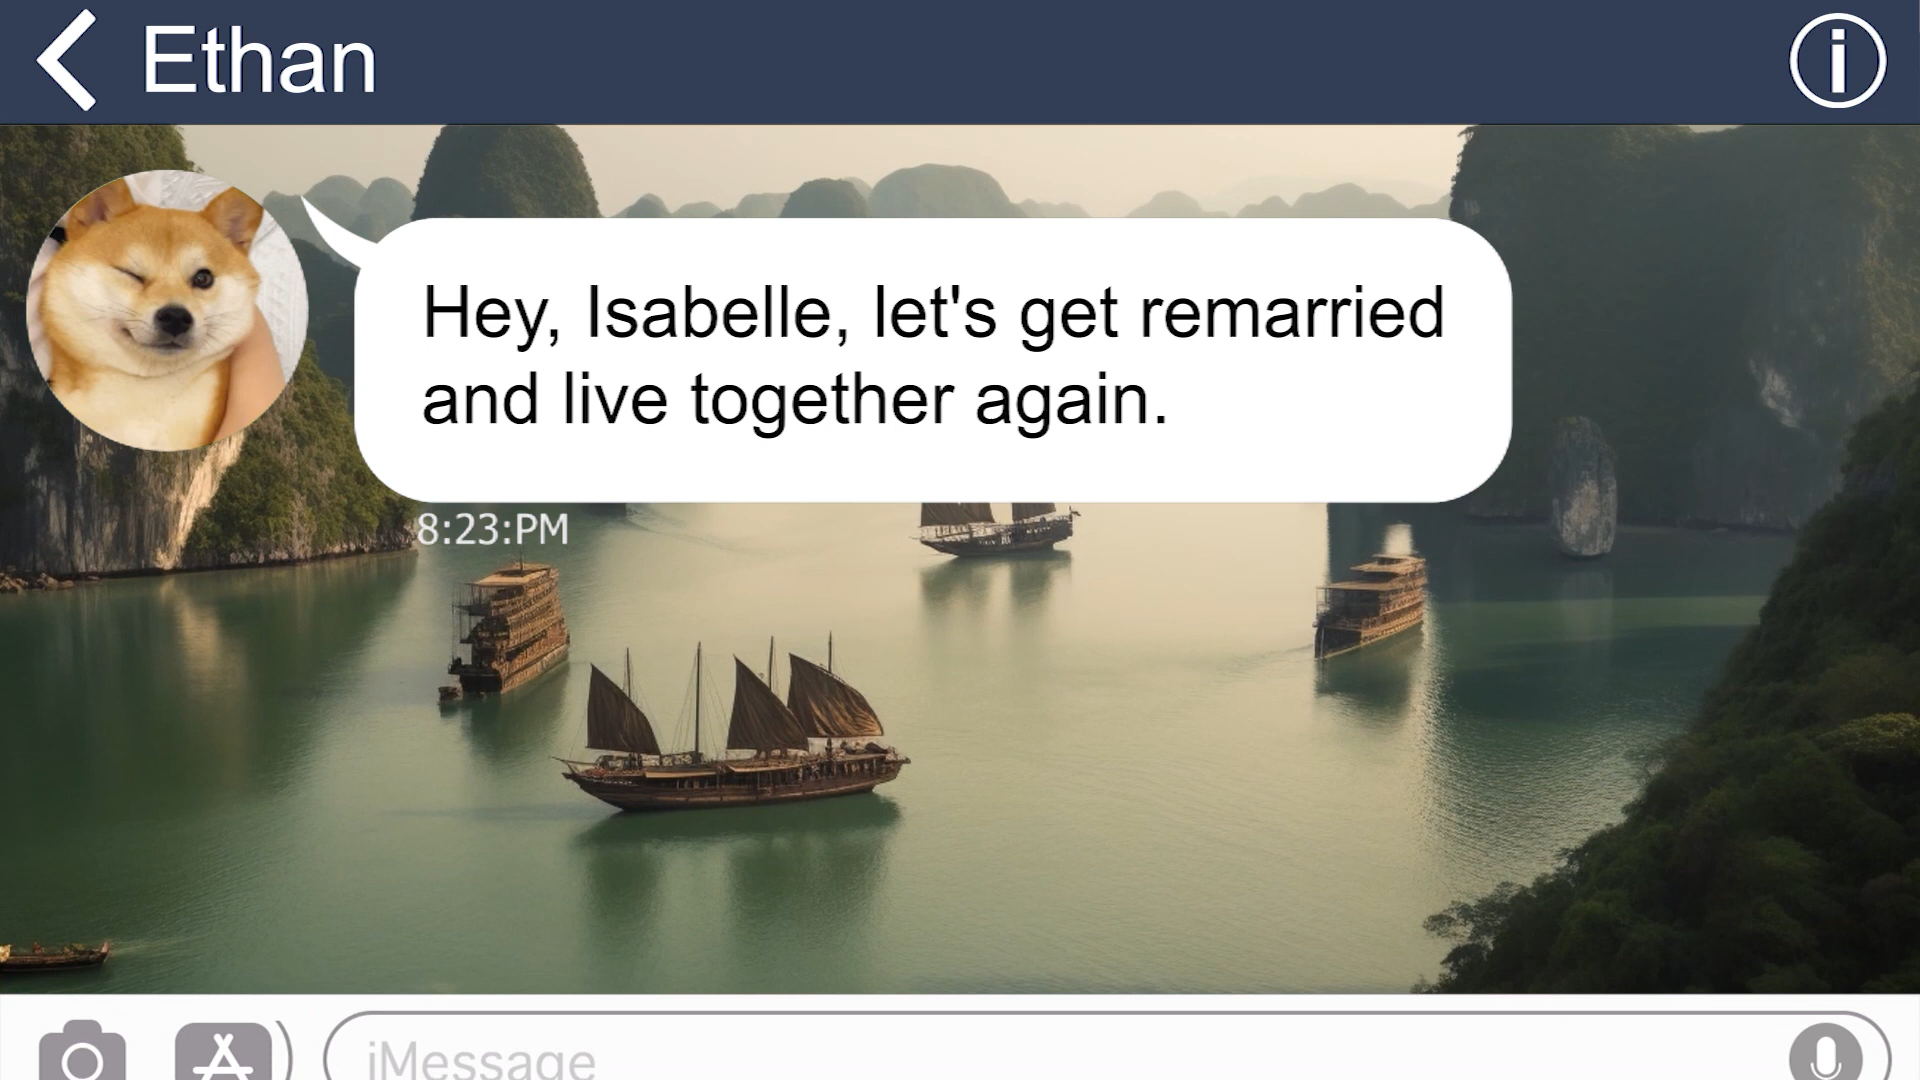 Ethan
Hey, Isabelle, let's get remarried
and live together again.
8:23:PM
iMessage